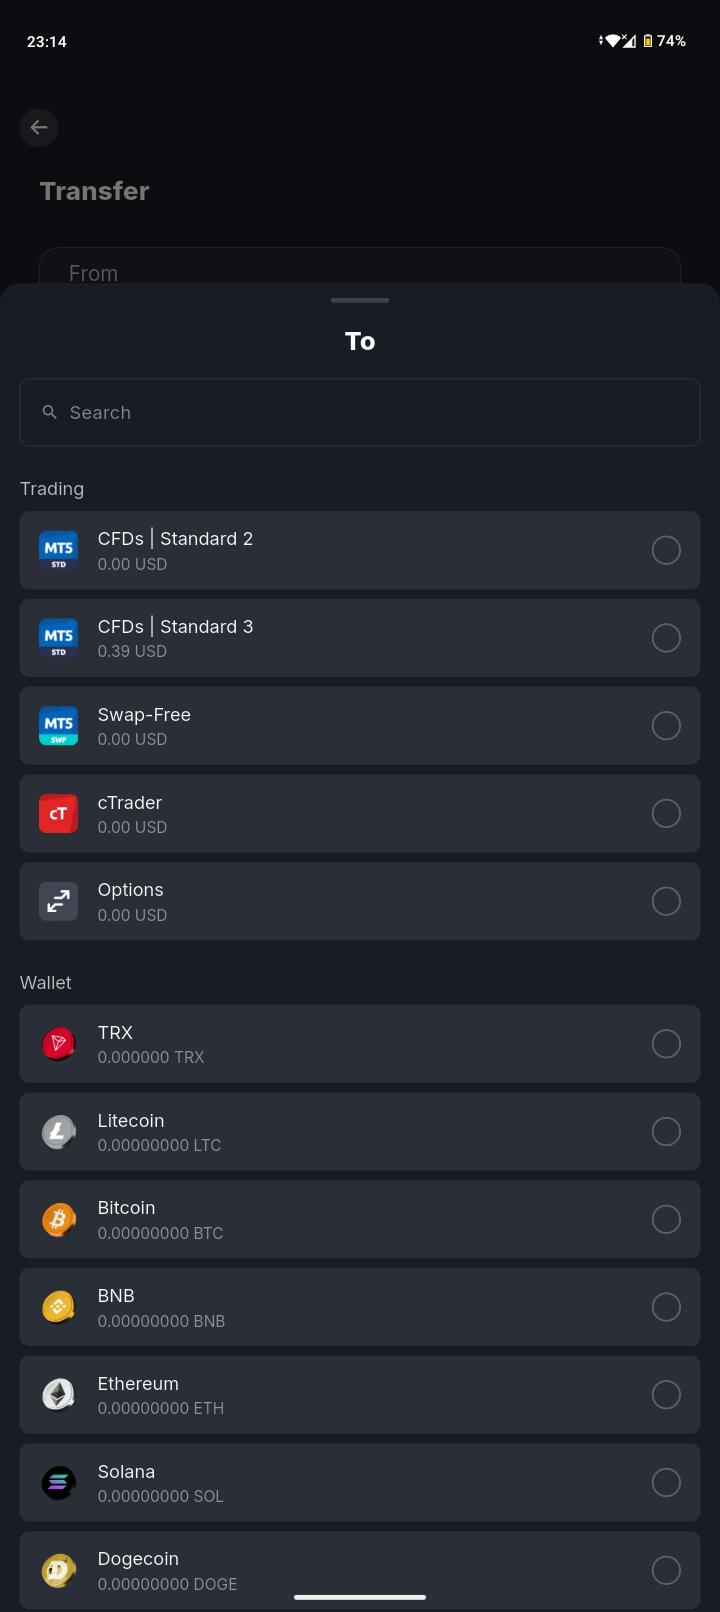 23:14
74%
Transfer
From
To
Search
Trading
MT5
STD
CFDs | Standard 2
0.00 USD
MT5
STD
CFDs | Standard 3
0.39 USD
MT5
SWF
Swap-Free
0.00 USD
cT
cTrader
0.00 USD
Options
0.00 USD
Wallet
TRX
0.000000 TRX
Litecoin
0.00000000 LTC
Bitcoin
0.00000000 BTC
BNB
0.00000000 BNB
Ethereum
0.00000000 ETH
Solana
0.00000000 SOL
Dogecoin
0.00000000 DOGE